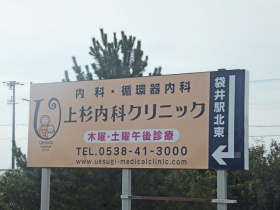 内科・循環器内科
上杉内科クリニック
木曜・土曜午後診療
TEL.0538-41-3000
www.uesugi-medicalclinic.com
UESUGI
袋井駅北東